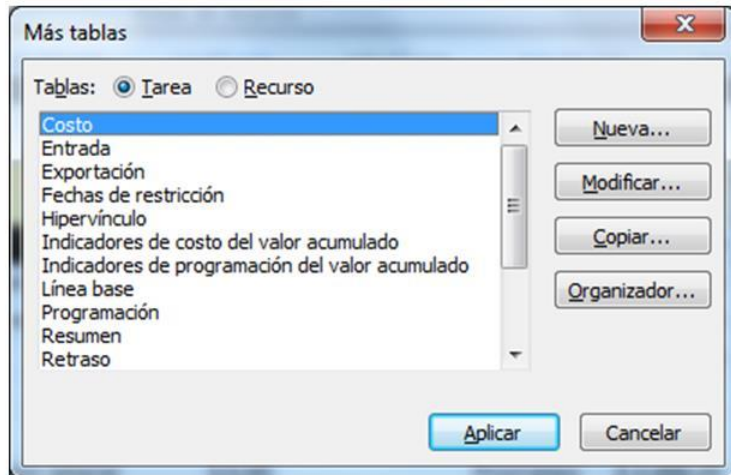 Más tablas
Tablas: Tarea Recurso
Costo
Entrada
Exportación
Fechas de restricción
Hipervínculo
Indicadores de costo del valor acumulado
Indicadores de programación del valor acumulado
Línea base
Programación
Resumen
Retraso
Nueva...
Modificar...
Copiar...
Organizador...
Aplicar Cancelar